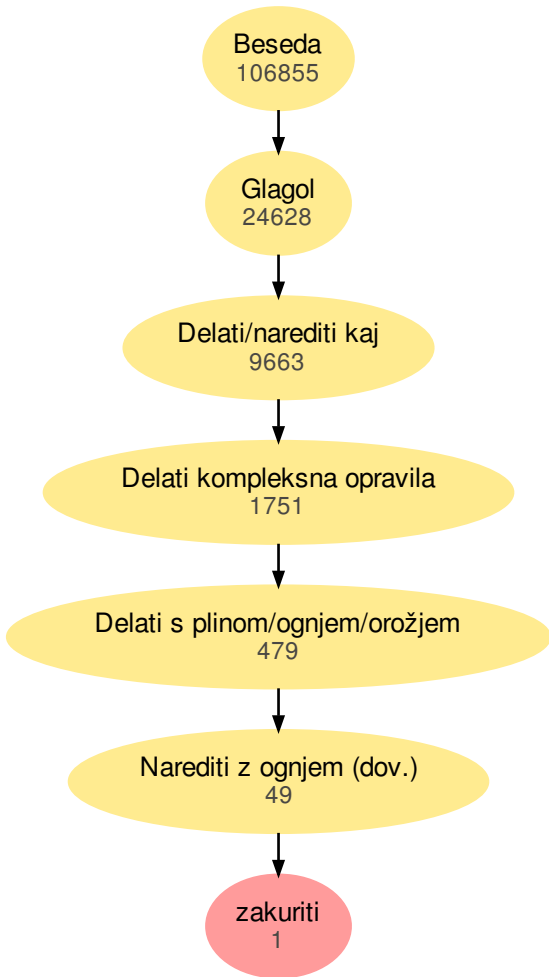 Beseda
106855
Glagol
24628
Delati/narediti kaj
9663
Delati kompleksna opravila
1751
Delati s plinom/ognjem/orožjem
479
Narediti z ognjem (dov.)
49
zakuriti
1